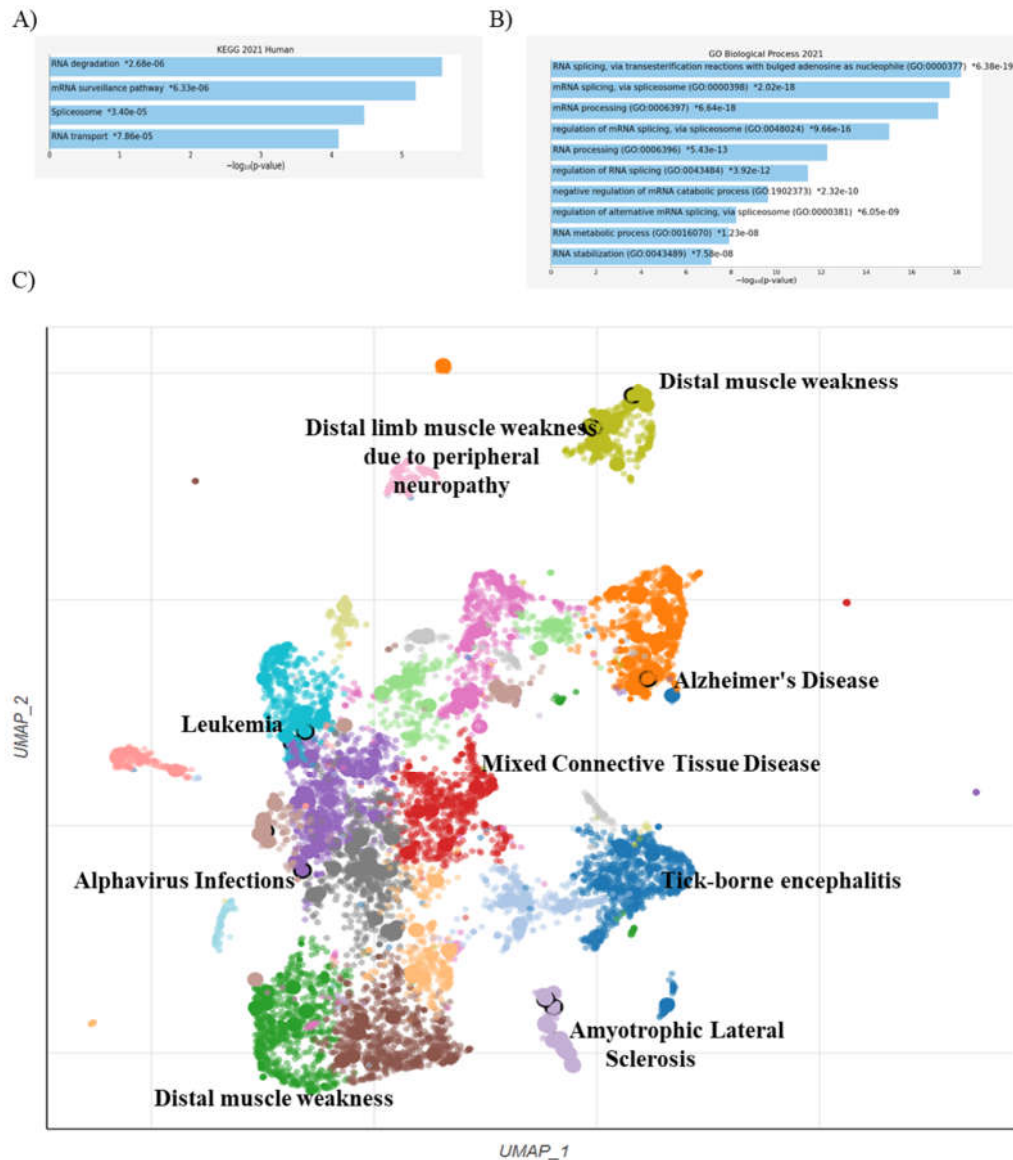 A)
B)
KEGG 2021 Human
RNA degradation *2.68e-06
mRNA surveillance pathway *6.33e-06
Spliceosome *3.40e-05
RNA transport *7.86e-05
0 1 2 3 4 5
−log₁₀(p-value)
GO Biological Process 2021
RNA splicing, via transesterification reactions with bulged adenosine as nucleophile (GO:0000377) *6.38e-19
mRNA splicing, via spliceosome (GO:0000398) *2.02e-18
mRNA processing (GO:0006397) *6.64e-18
regulation of mRNA splicing, via spliceosome (GO:0048024) *9.66e-16
RNA processing (GO:0006396) *5.43e-13
regulation of RNA splicing (GO:0043484) *3.92e-12
negative regulation of mRNA catabolic process (GO:1902373) *2.32e-10
regulation of alternative mRNA splicing, via spliceosome (GO:0000381) *6.05e-09
RNA metabolic process (GO:0016070) *1.23e-08
RNA stabilization (GO:0043489) *7.58e-08
0 2 4 6 8 10 12 14 16 18
−log₁₀(p-value)
C)
Distal muscle weakness
Distal limb muscle weakness
due to peripheral
neuropathy
Alzheimer's Disease
Leukemia
Mixed Connective Tissue Disease
Alphavirus Infections
Tick-borne encephalitis
Amyotrophic Lateral
Sclerosis
Distal muscle weakness
UMAP_2
UMAP_1